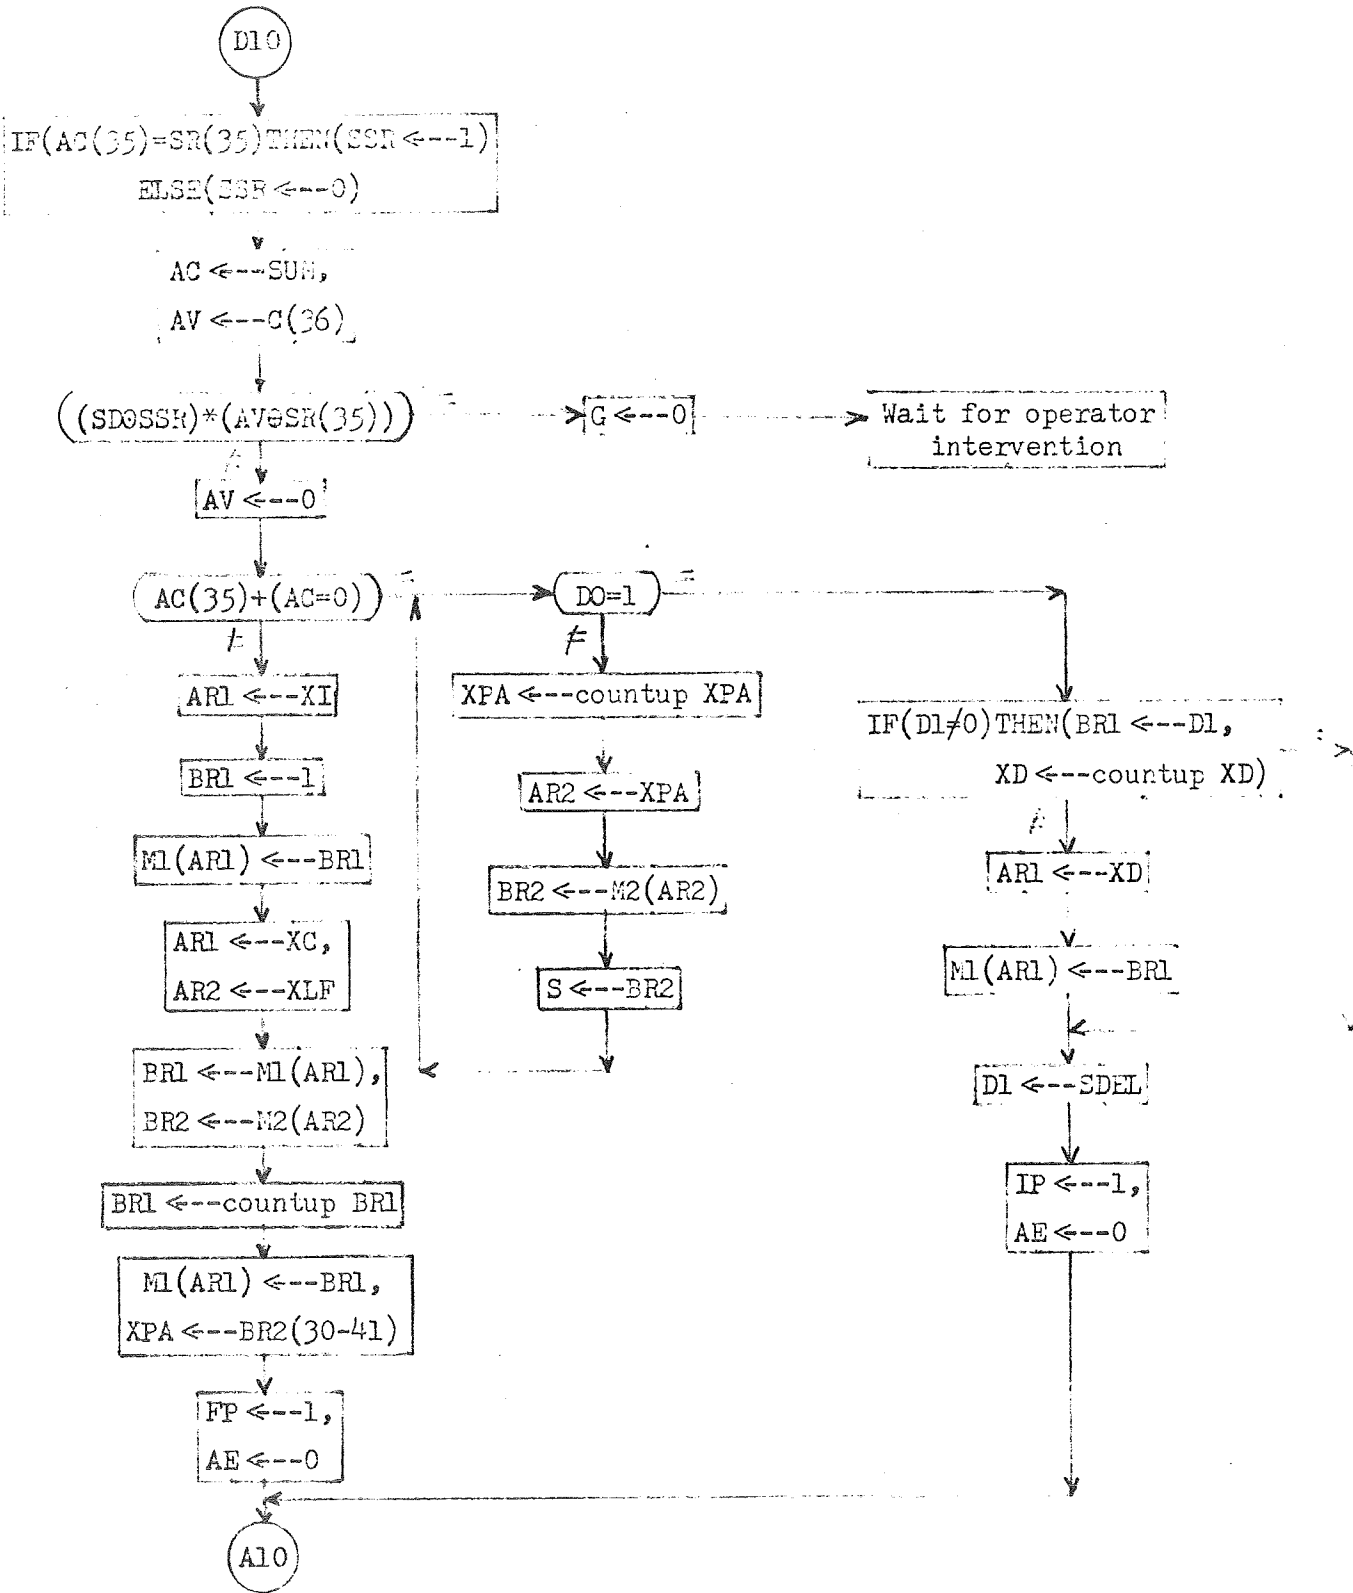 D10
IF(AC(35)=SR(35)THEN(SSR <---1)
ELSE(SSR <---0)
AC <---SUM,
AV <---C(36)
((SD⊙SSR)*(AV⊖SR(35)))
=
G <---0
Wait for operator
intervention
≠
AV <---0
AC(35)+(AC=0)
=
DO=1
=
≠
≠
AR1 <---XI
XPA <---countup XPA
IF(D1≠0)THEN(BR1 <---D1,
XD <---countup XD)
BR1 <---1
AR2 <---XPA
≠
M1(AR1) <---BR1
BR2 <---M2(AR2)
AR1 <---XD
AR1 <---XC,
AR2 <---XLF
S <---BR2
M1(AR1) <---BR1
BR1 <---M1(AR1),
BR2 <---M2(AR2)
D1 <---SDEL
BR1 <---countup BR1
IP <---1,
AE <---0
M1(AR1) <---BR1,
XPA <---BR2(30-41)
FP <---1,
AE <---0
A10